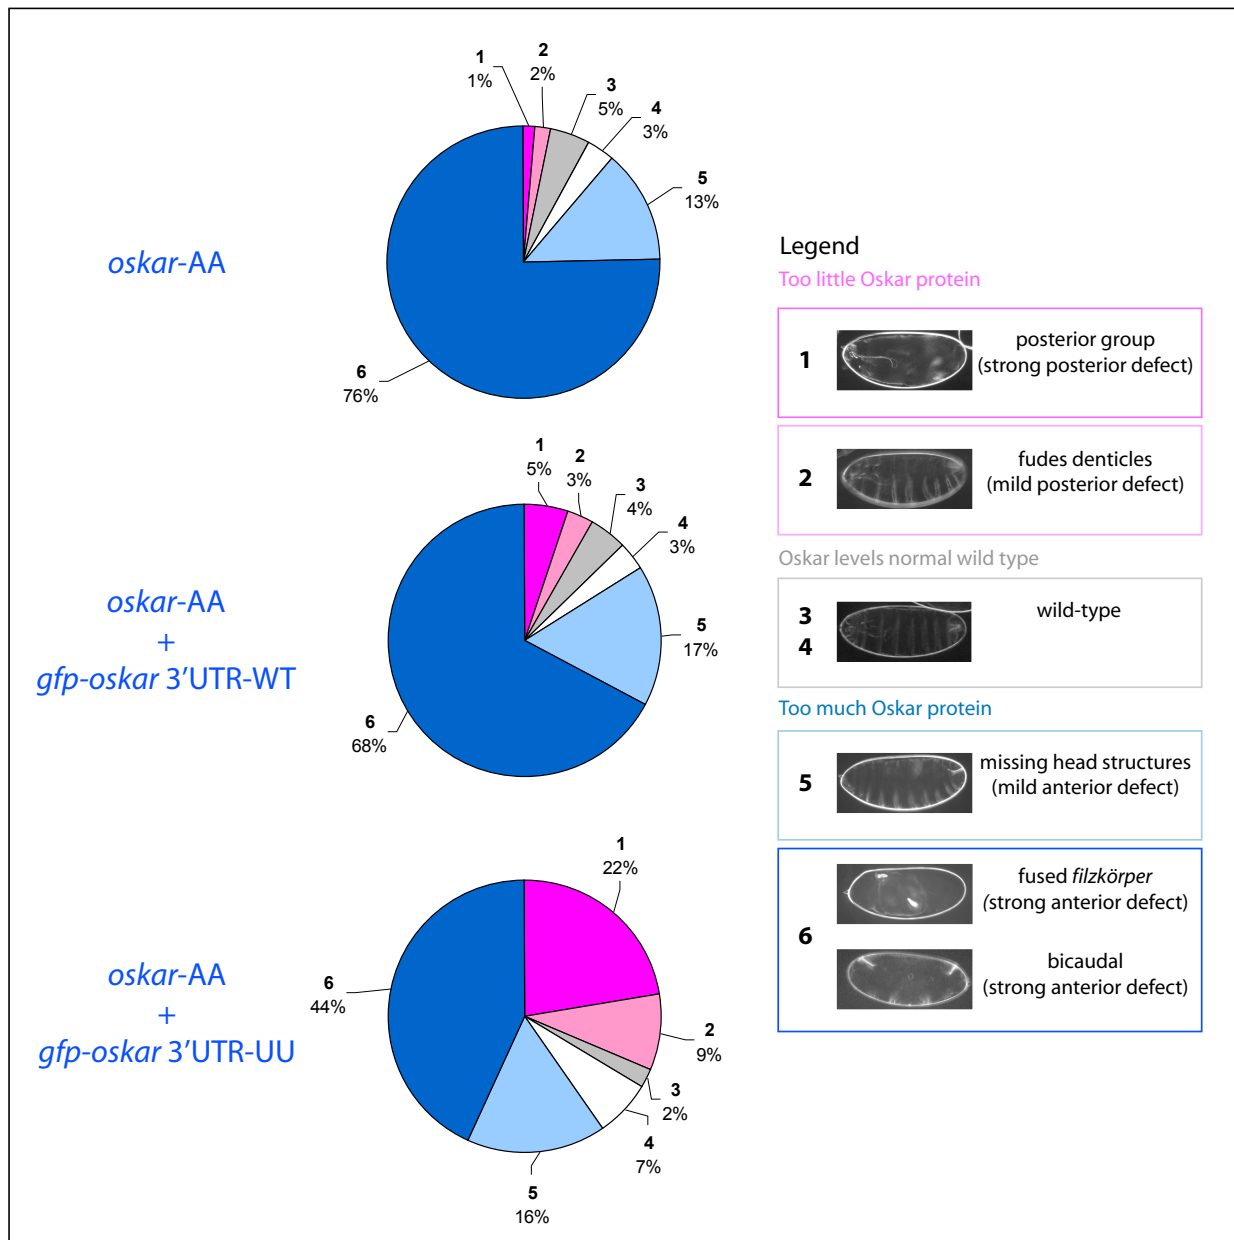 1
1%
2
2%
3
5%
4
3%
5
13%
6
76%
oskar-AA
1
5%
2
3%
3
4%
4
3%
5
17%
6
68%
oskar-AA
+
gfp-oskar 3’UTR-WT
1
22%
2
9%
3
2%
4
7%
5
16%
6
44%
oskar-AA
+
gfp-oskar 3’UTR-UU
Legend
Too little Oskar protein
1
posterior group
(strong posterior defect)
2
fudes denticles
(mild posterior defect)
Oskar levels normal wild type
3
4
wild-type
Too much Oskar protein
5
missing head structures
(mild anterior defect)
6
fused filzkörper
(strong anterior defect)
bicaudal
(strong anterior defect)